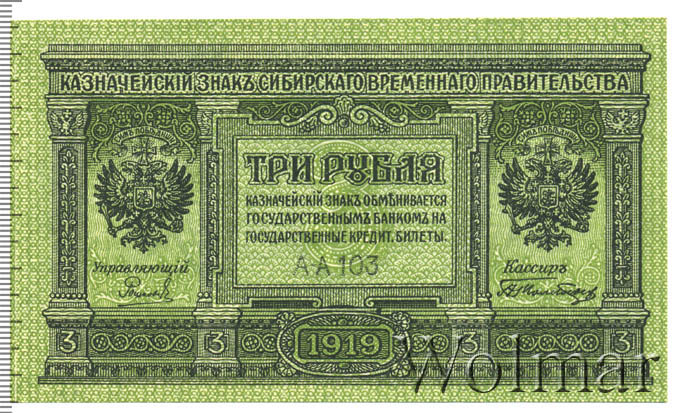 КАЗНАЧЕЙСКІЙ ЗНАКЪ СИБИРСКАГО ВРЕМЕННАГО ПРАВИТЕЛЬСТВА
ТРИ РУБЛЯ
КАЗНАЧЕЙСКІЙ ЗНАКЪ ОБМѢНИВАЕТСЯ
ГОСУДАРСТВЕННЫМЪ БАНКОМЪ НА
ГОСУДАРСТВЕННЫЕ КРЕДИТ. БИЛЕТЫ.
АА 103
Управляющій
Кассиръ
3 3 1919 3 3
Wolmar